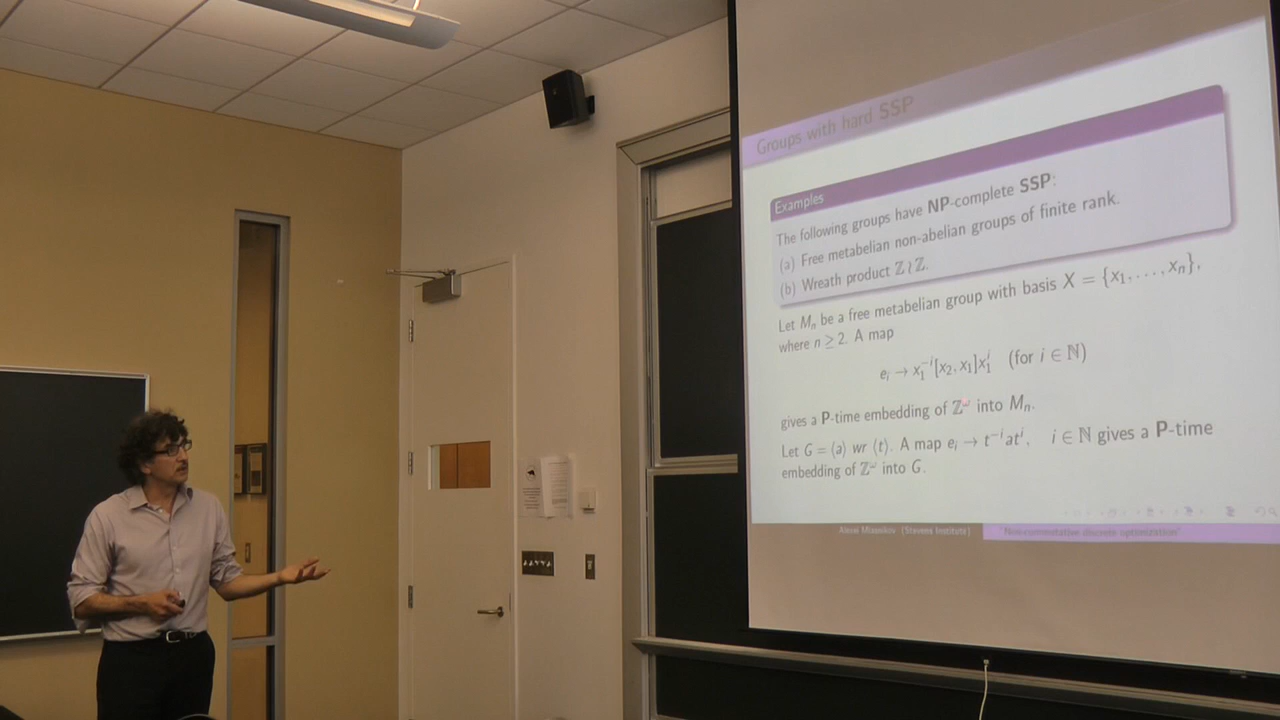 Groups with hard SSP
Examples
The following groups have NP-complete SSP:
(a) Free metabelian non-abelian groups of finite rank.
(b) Wreath product ℤ ≀ ℤ.
Let Mₙ be a free metabelian group with basis X = {x₁, . . . , xₙ},
where n ≥ 2. A map
eᵢ → x₁⁻ⁱ[x₂, x₁]x₁ⁱ (for i ∈ ℕ)
gives a P-time embedding of ℤ^ω into Mₙ.
Let G = ⟨a⟩ wr ⟨t⟩. A map eᵢ → t⁻ⁱatⁱ, i ∈ ℕ gives a P-time
embedding of ℤ^ω into G.
Alexei Miasnikov (Stevens Institute)
"Non-commutative discrete optimization"